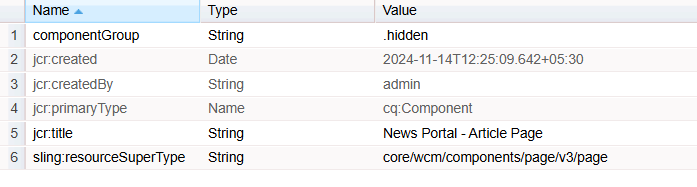 Name Type Value
1 componentGroup String .hidden
2 jcr:created Date 2024-11-14T12:25:09.642+05:30
3 jcr:createdBy String admin
4 jcr:primaryType Name cq:Component
5 jcr:title String News Portal - Article Page
6 sling:resourceSuperType String core/wcm/components/page/v3/page